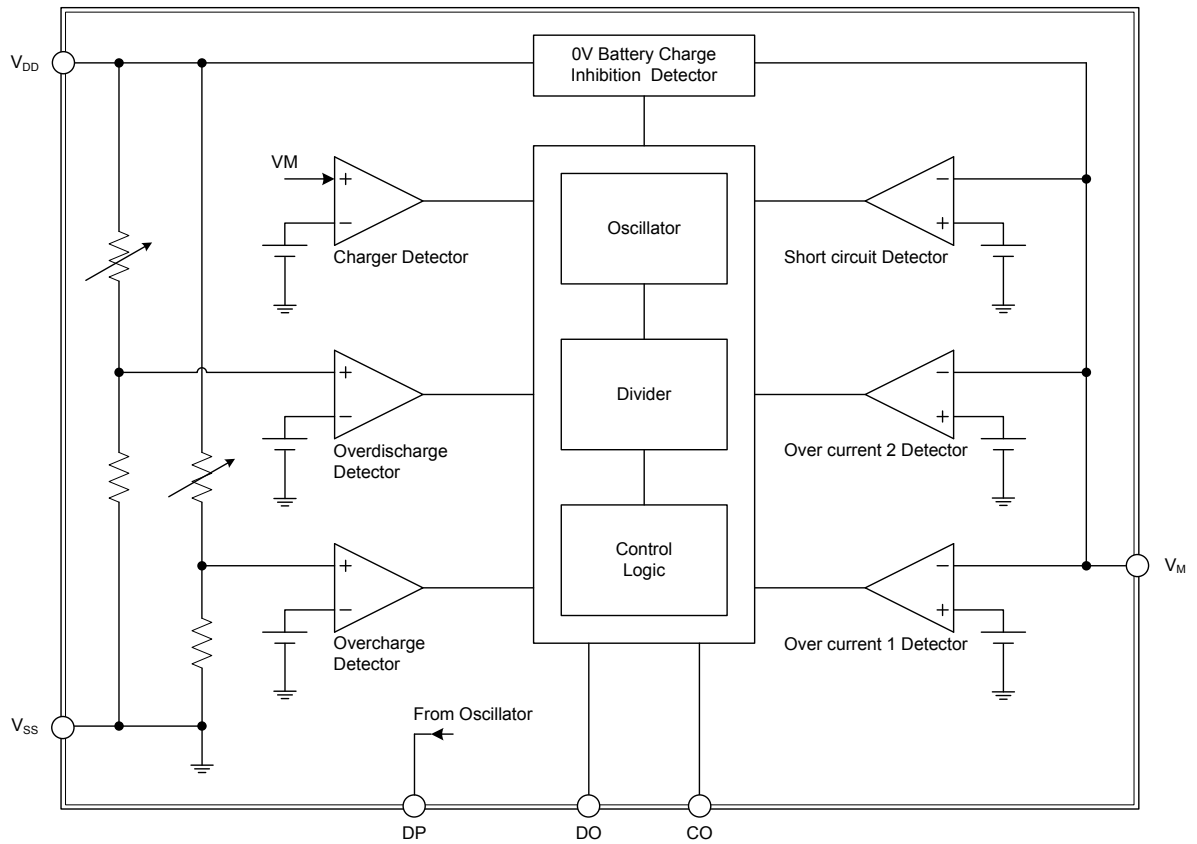 0V Battery Charge
Inhibition Detector
V_DD
VM
+
−
Charger Detector
Oscillator
−
+
Short circuit Detector
+
−
Overdischarge
Detector
Divider
−
+
Over current 2 Detector
+
−
Overcharge
Detector
Control
Logic
−
+
Over current 1 Detector
V_M
V_SS
From Oscillator
DP
DO
CO